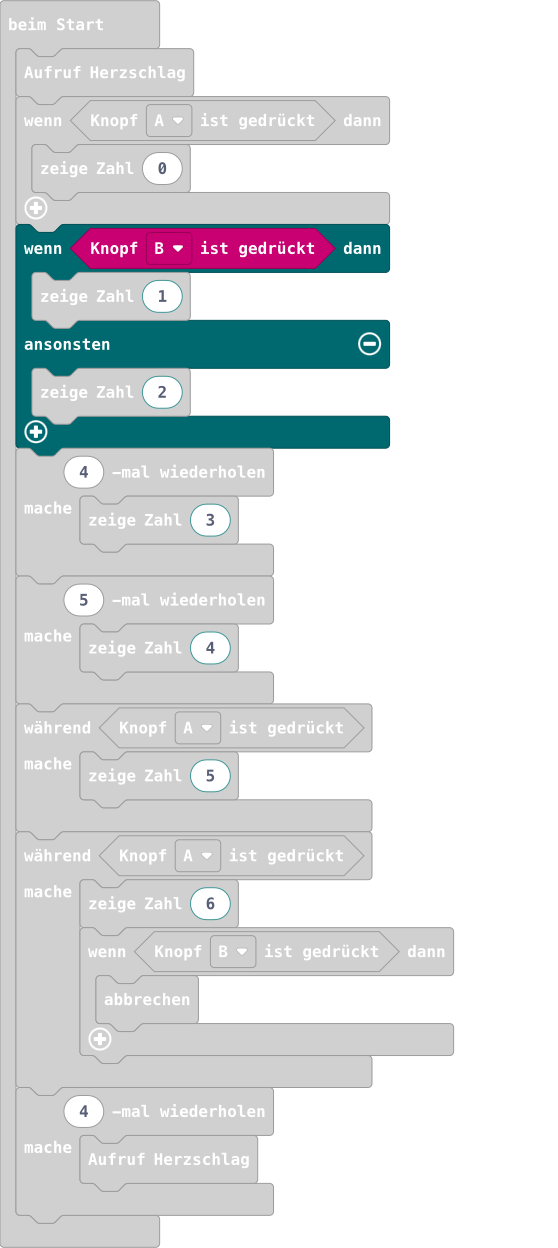 beim Start
Aufruf Herzschlag
wenn Knopf A ist gedrückt dann
zeige Zahl 0
wenn Knopf B ist gedrückt dann
zeige Zahl 1
ansonsten
zeige Zahl 2
4 -mal wiederholen
mache zeige Zahl 3
5 -mal wiederholen
mache zeige Zahl 4
während Knopf A ist gedrückt
mache zeige Zahl 5
während Knopf A ist gedrückt
mache zeige Zahl 6
wenn Knopf B ist gedrückt dann
abbrechen
4 -mal wiederholen
mache Aufruf Herzschlag